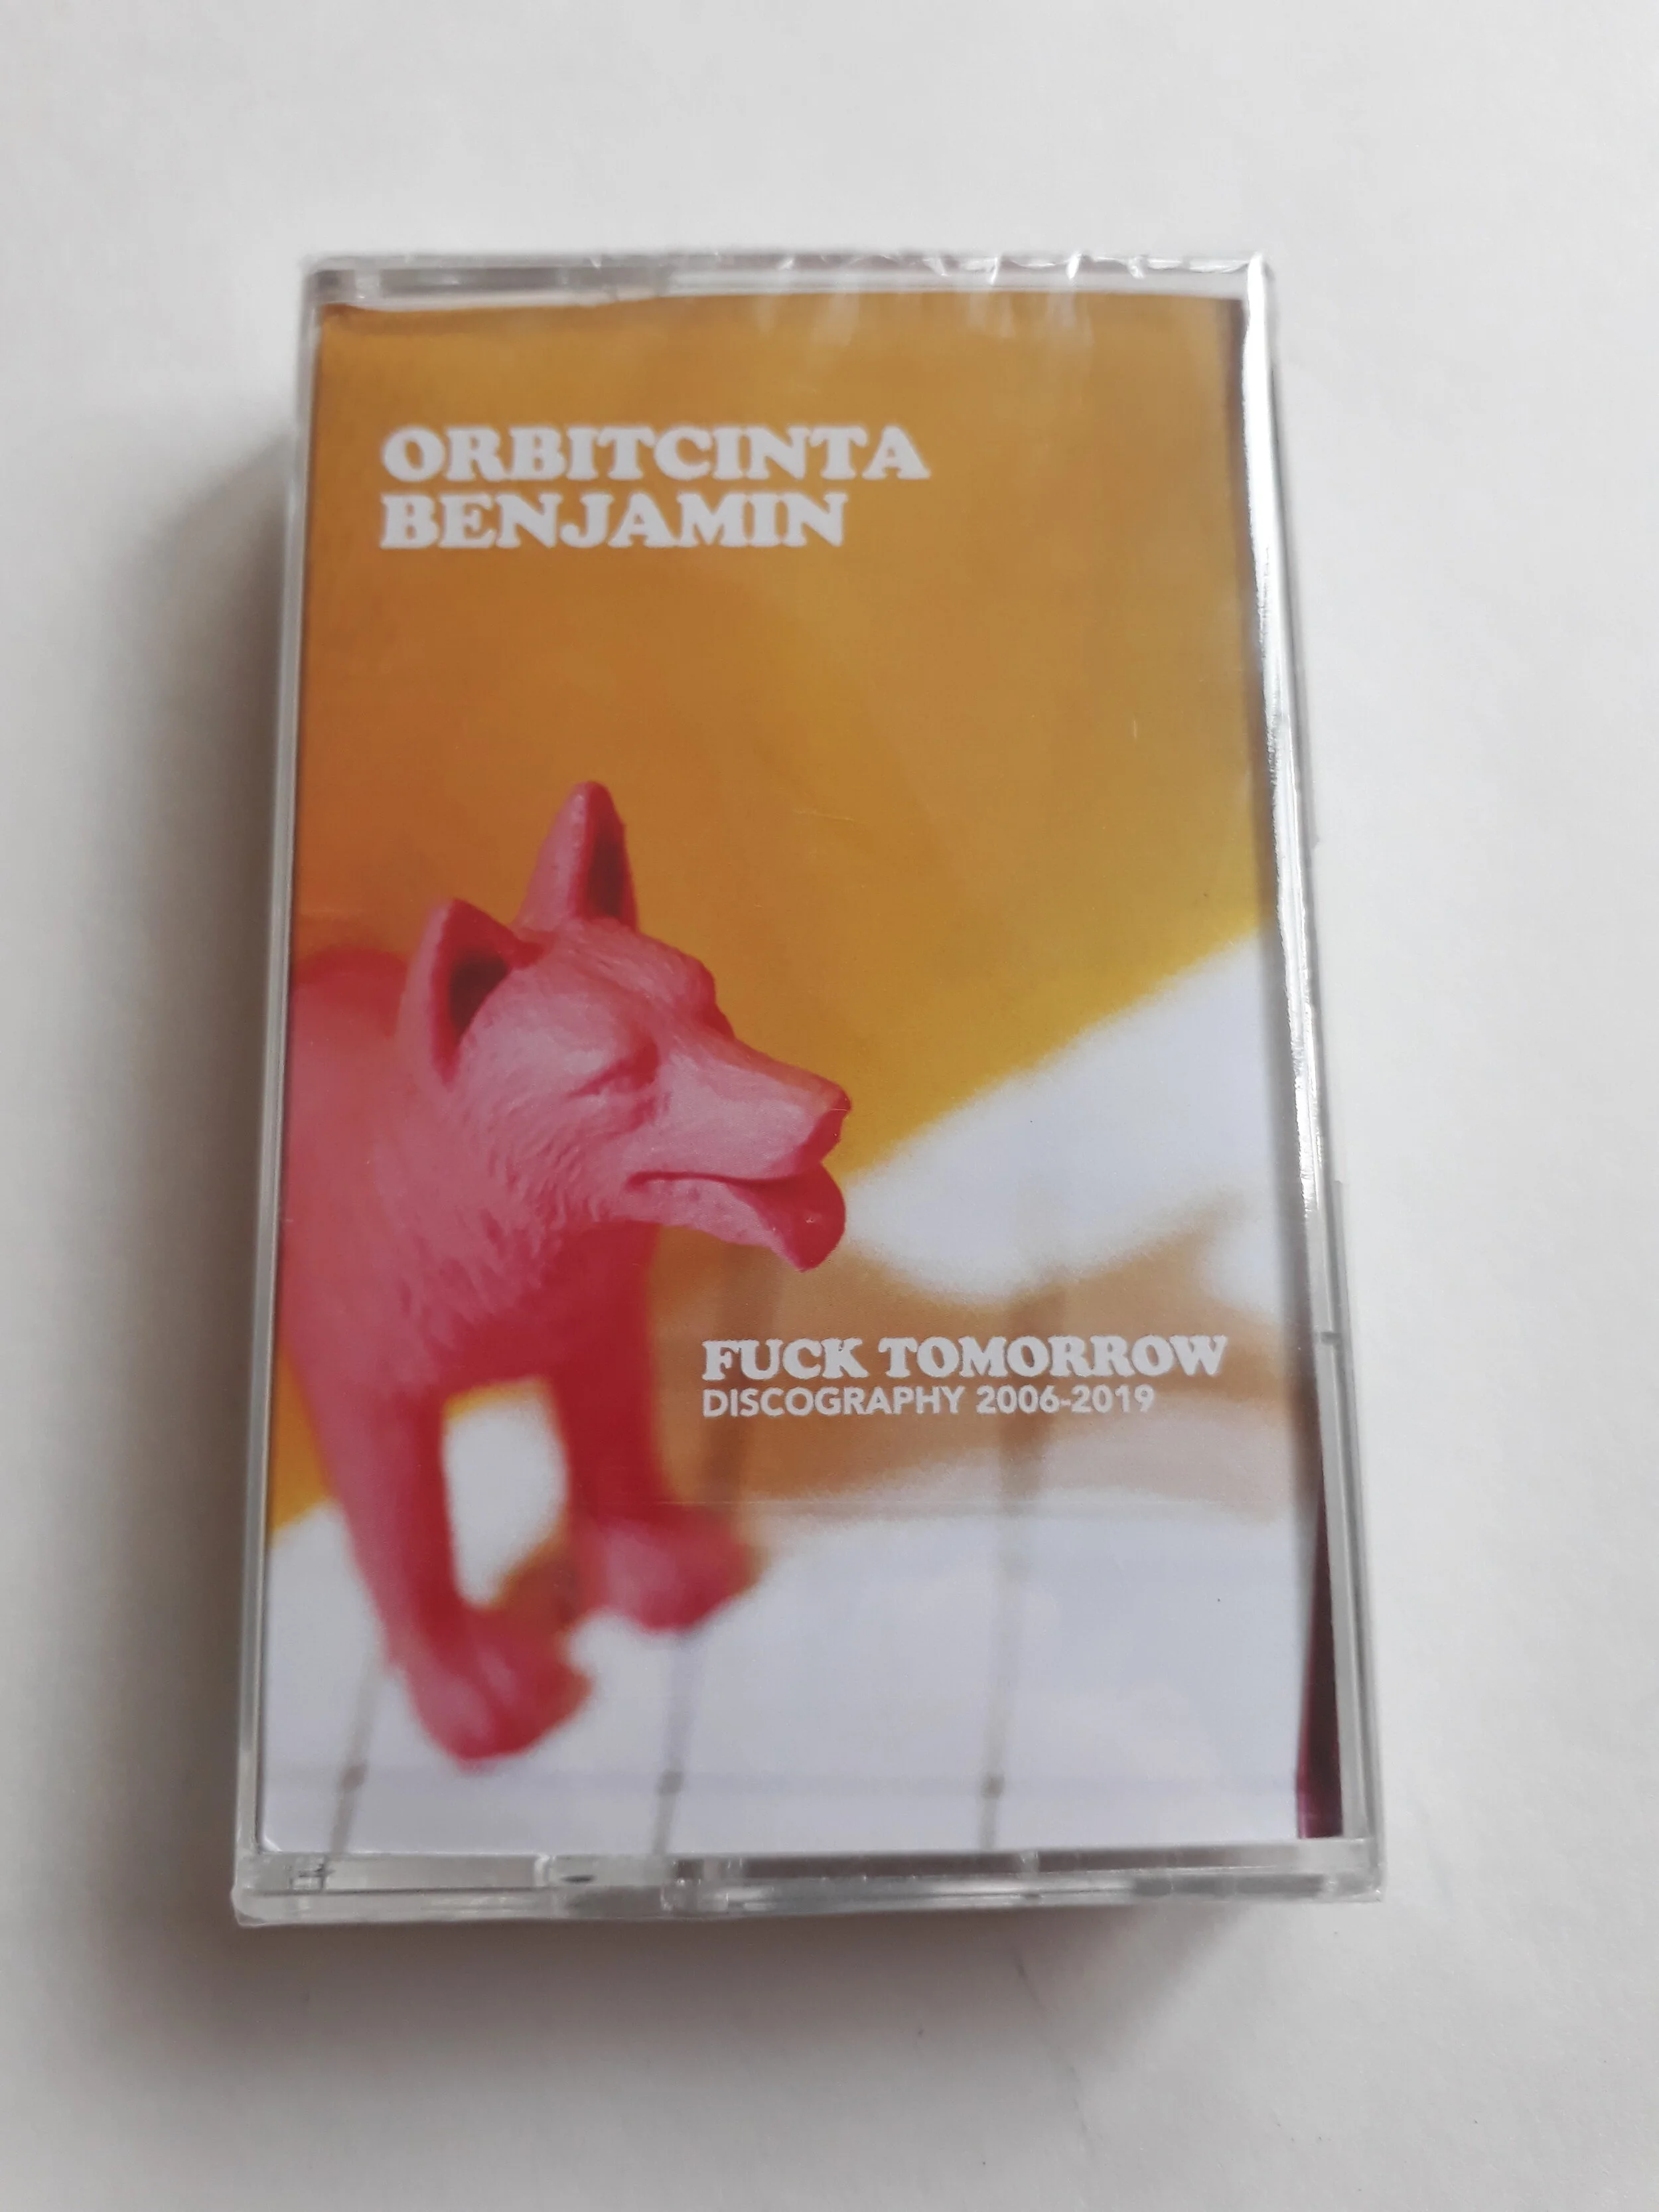 ORBITCINTA
BENJAMIN
FUCK TOMORROW
DISCOGRAPHY 2006-2019